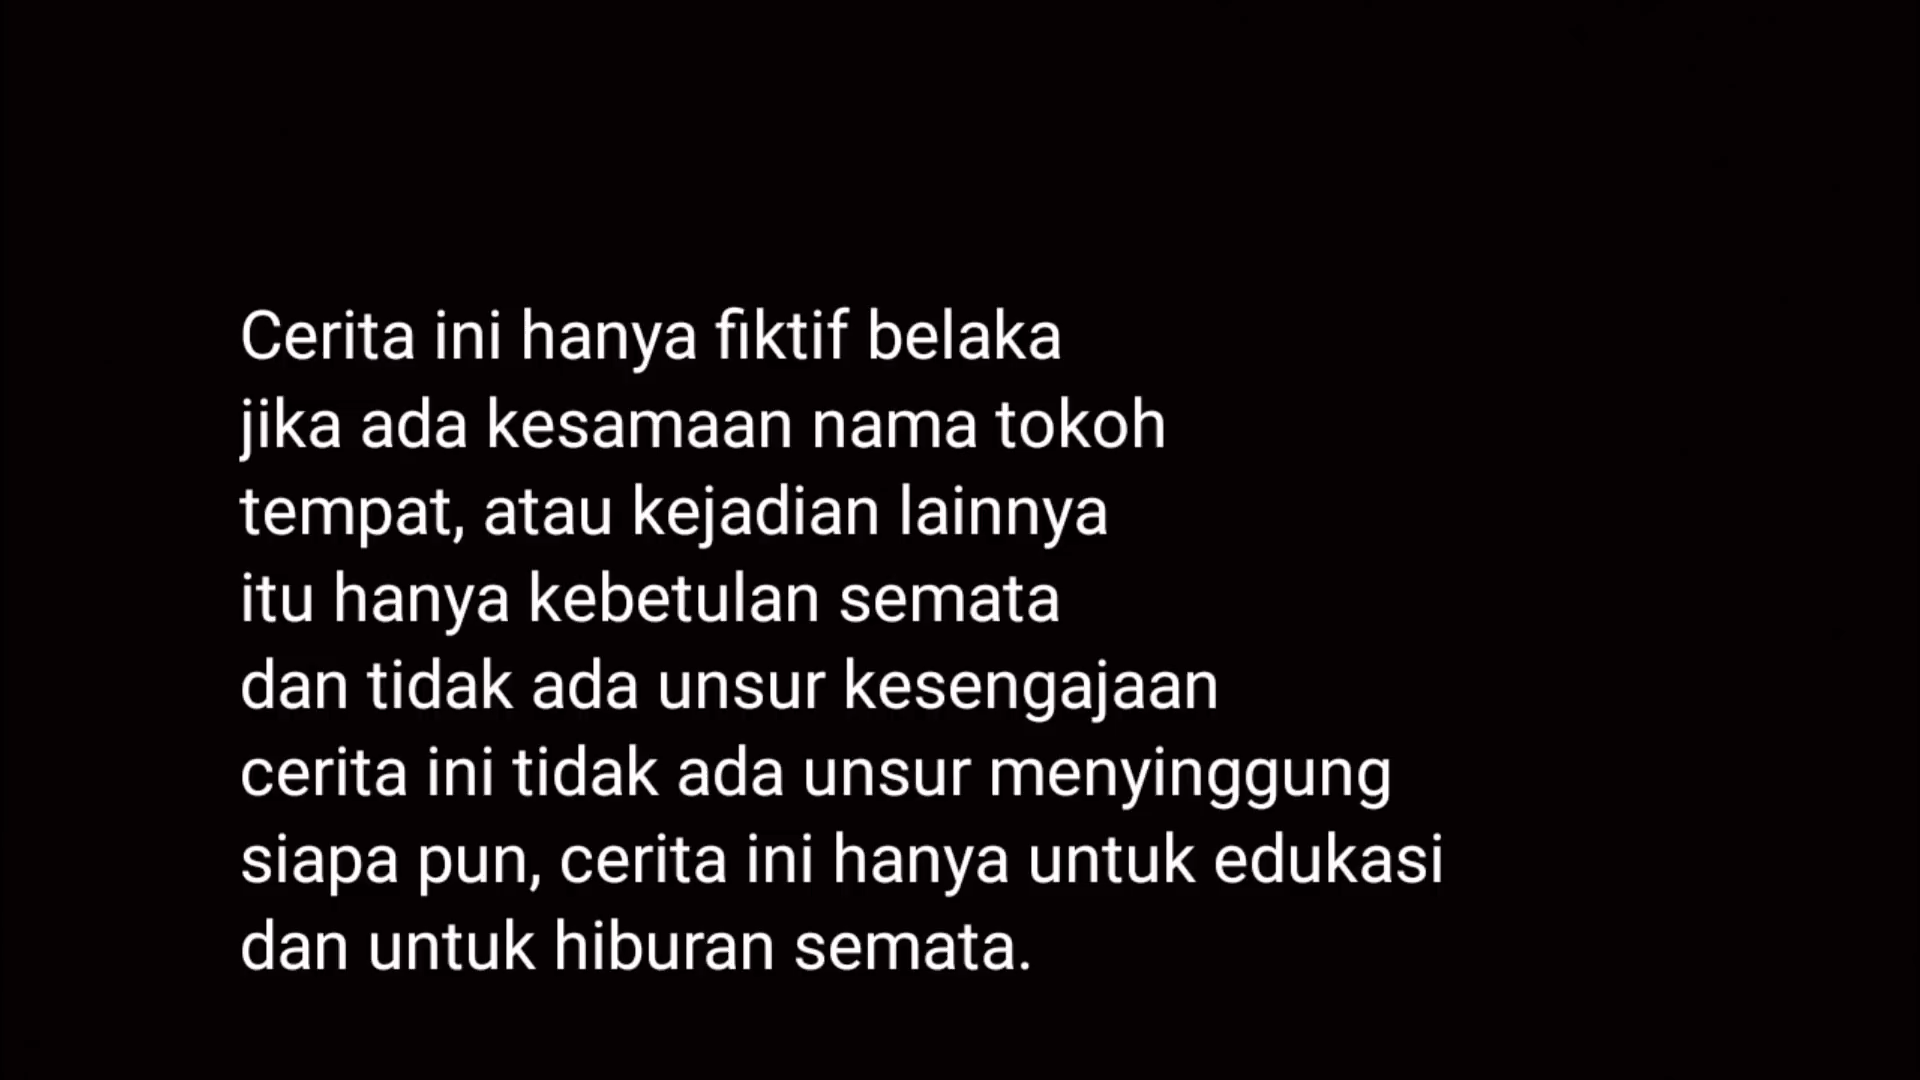 Cerita ini hanya fiktif belaka
jika ada kesamaan nama tokoh
tempat, atau kejadian lainnya
itu hanya kebetulan semata
dan tidak ada unsur kesengajaan
cerita ini tidak ada unsur menyinggung
siapa pun, cerita ini hanya untuk edukasi
dan untuk hiburan semata.